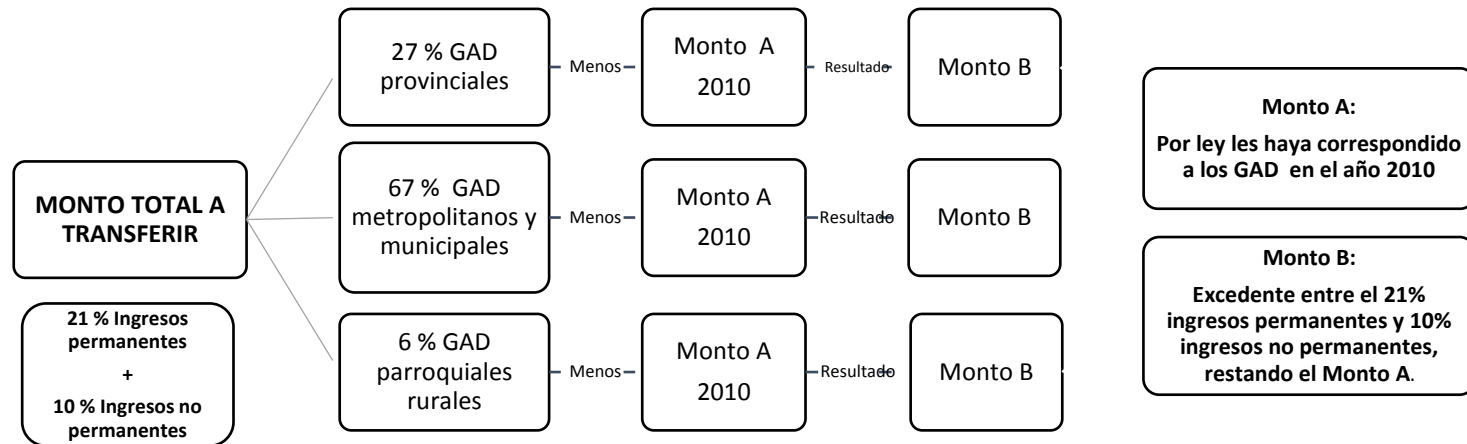 MONTO TOTAL A
TRANSFERIR
21 % Ingresos
permanentes
+
10 % Ingresos no
permanentes
27 % GAD
provinciales
Menos
Monto A
2010
Resultado
Monto B
67 % GAD
metropolitanos y
municipales
Menos
Monto A
2010
Resultado
Monto B
6 % GAD
parroquiales
rurales
Menos
Monto A
2010
Resultado
Monto B
Monto A:
Por ley les haya correspondido
a los GAD en el año 2010
Monto B:
Excedente entre el 21%
ingresos permanentes y 10%
ingresos no permanentes,
restando el Monto A.